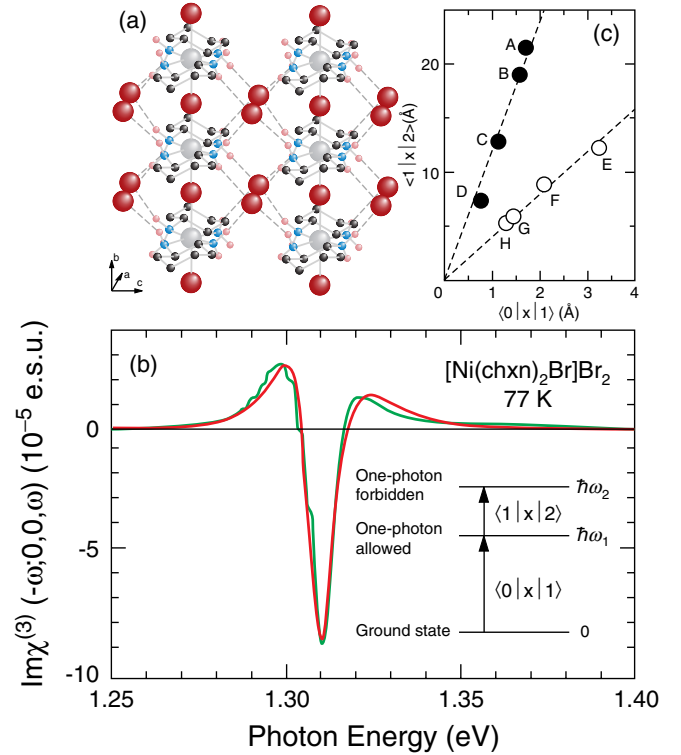 (a)
b
a
c
(c)
<1|x|2>(Å)
20
10
A
B
C
D
E
F
G
H
0
1
2
3
4
⟨0|x|1⟩ (Å)
(b)
[Ni(chxn)₂Br]Br₂
77 K
Imχ⁽³⁾ (-ω;0,0,ω) (10⁻⁵ e.s.u.)
0
-5
-10
One-photon
forbidden
ħω₂
⟨1|x|2⟩
One-photon
allowed
ħω₁
⟨0|x|1⟩
Ground state
0
1.25
1.30
1.35
1.40
Photon Energy (eV)